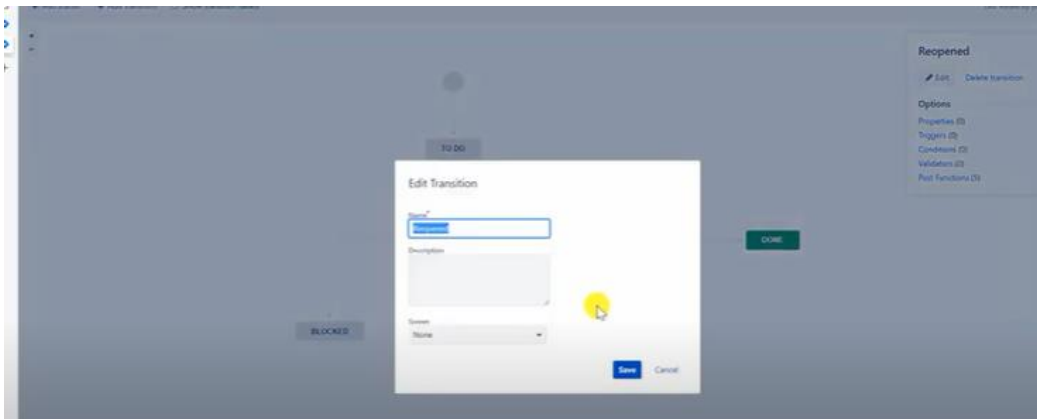 Reopened
Edit
Delete transition
Options
Properties (0)
Triggers (0)
Conditions (0)
Validators (0)
Post Functions (5)
TO DO
Edit Transition
Name*
Reopened
DONE
Description
BLOCKED
Screen
None
Save
Cancel